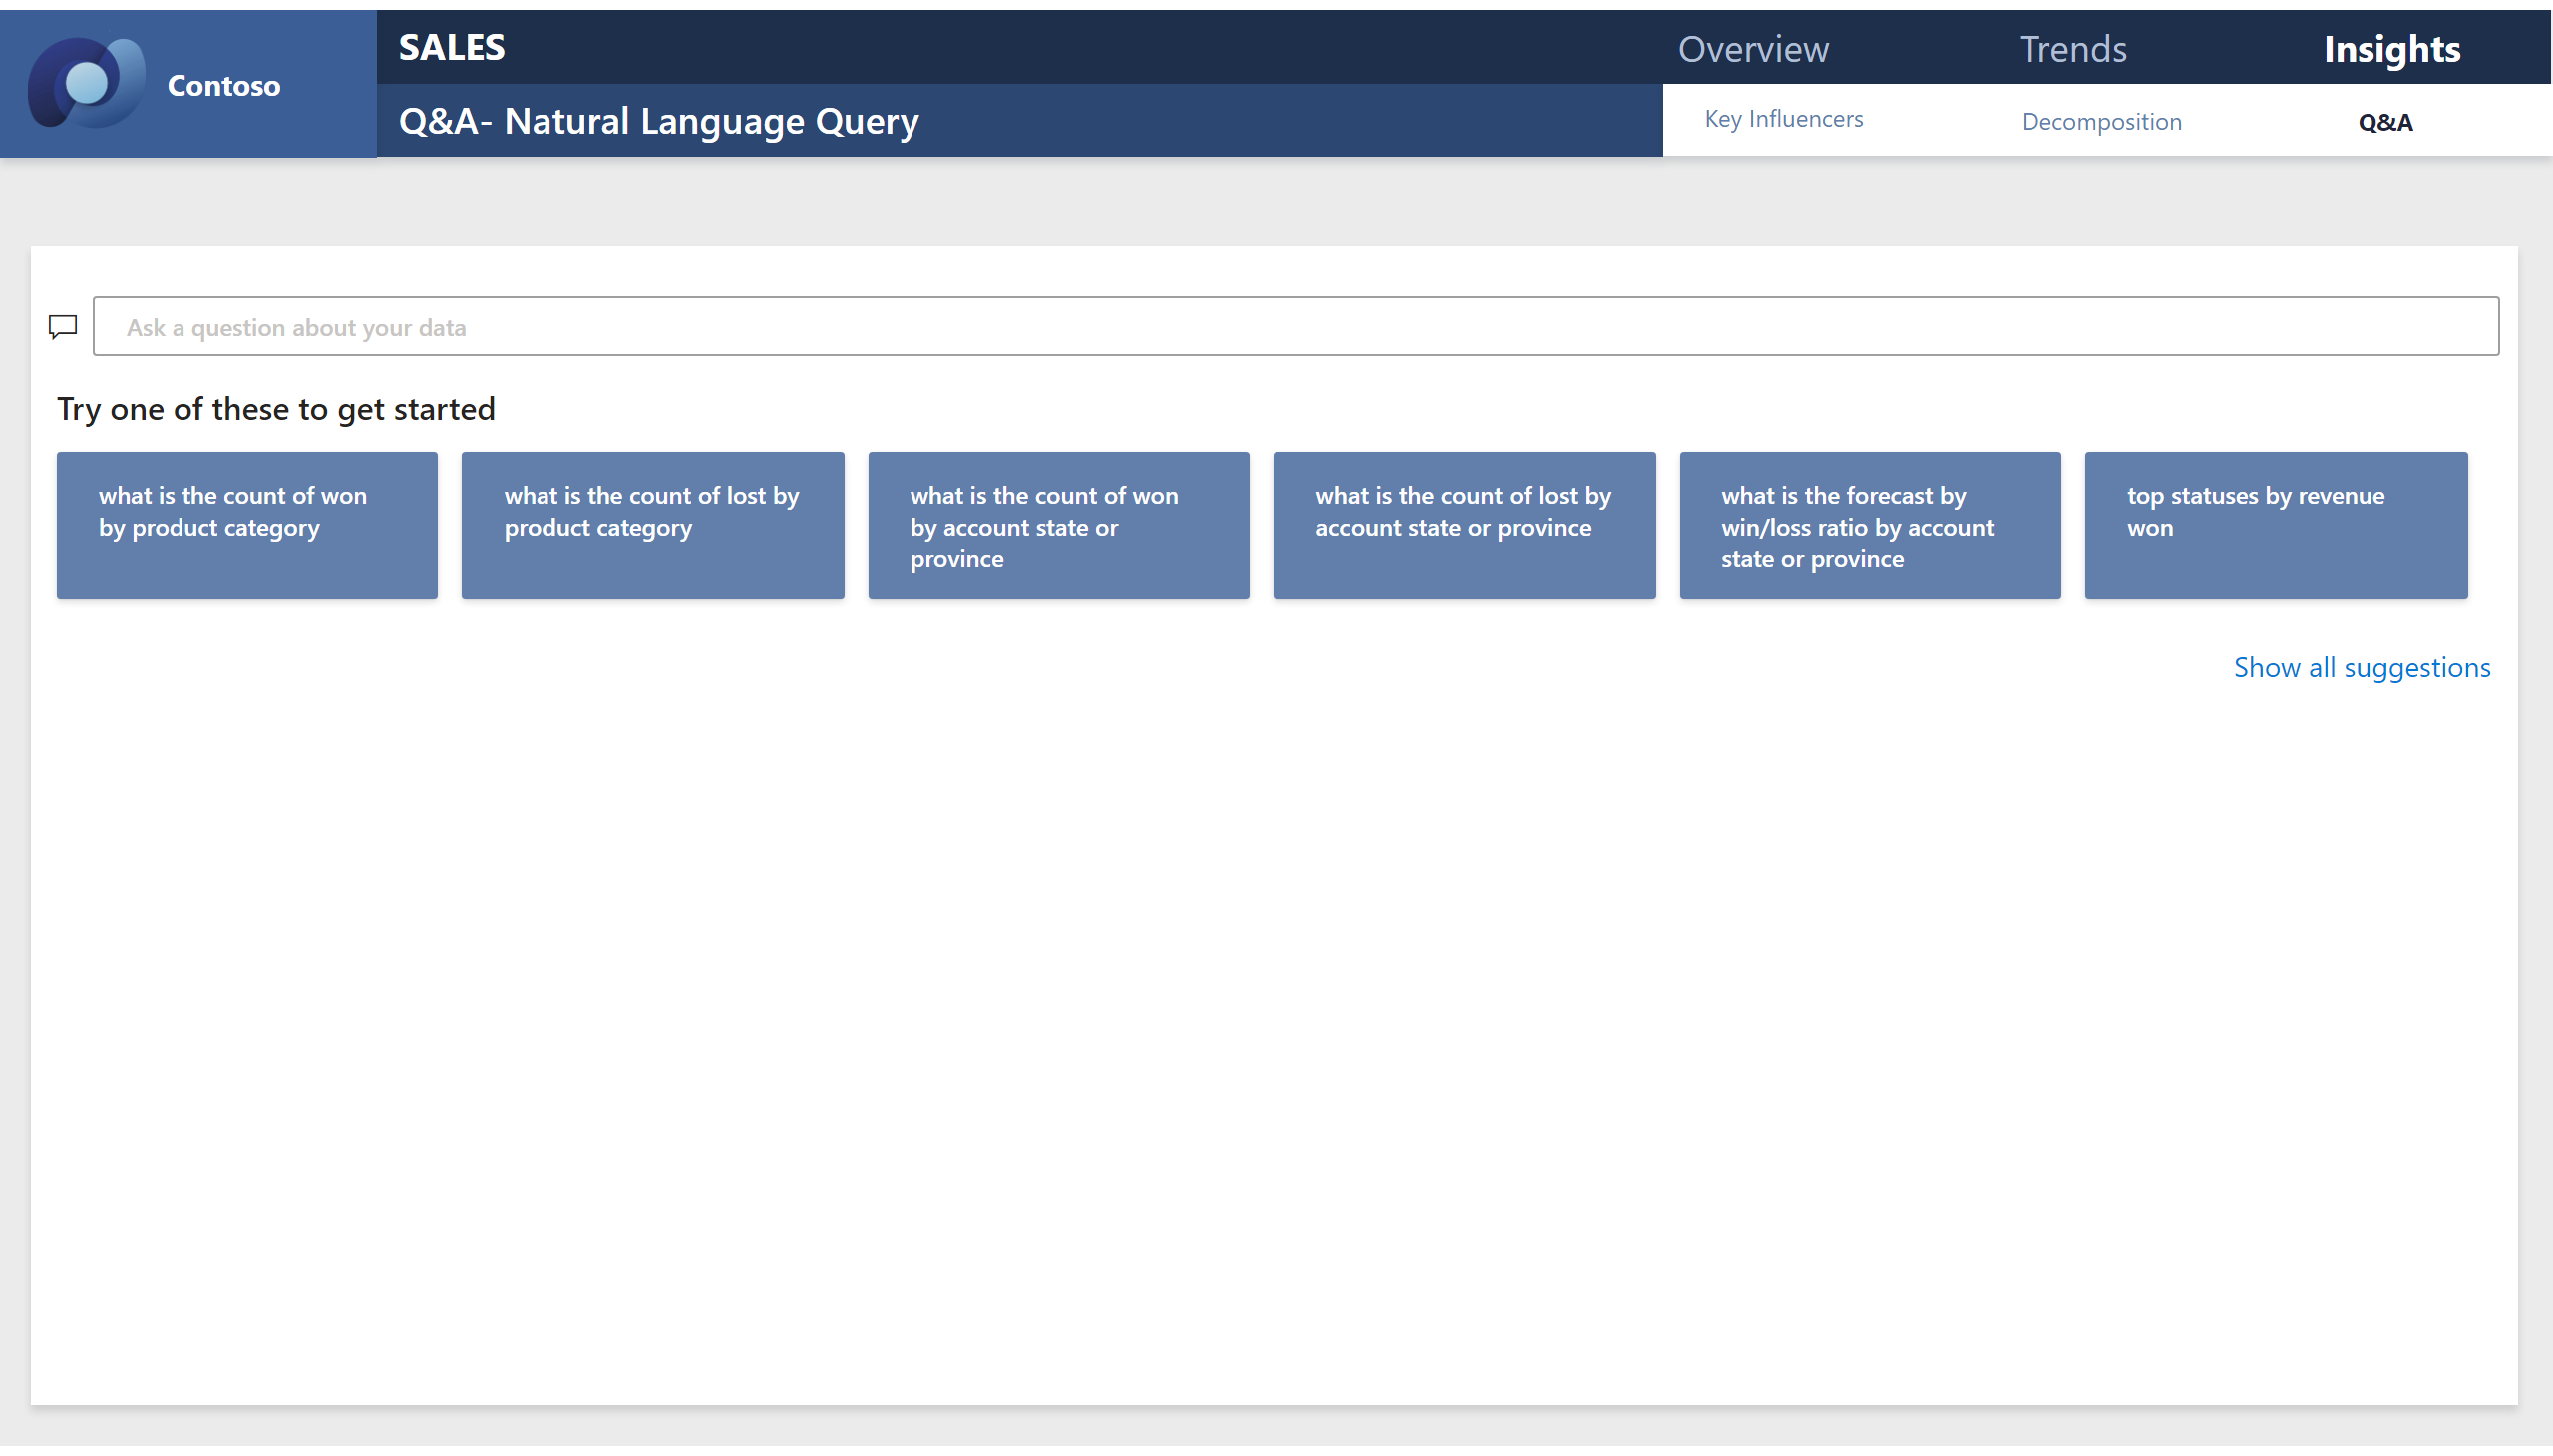 Contoso
SALES
Overview
Trends
Insights
Q&A- Natural Language Query
Key Influencers
Decomposition
Q&A
Ask a question about your data
Try one of these to get started
what is the count of won
by product category
what is the count of lost by
product category
what is the count of won
by account state or
province
what is the count of lost by
account state or province
what is the forecast by
win/loss ratio by account
state or province
top statuses by revenue
won
Show all suggestions